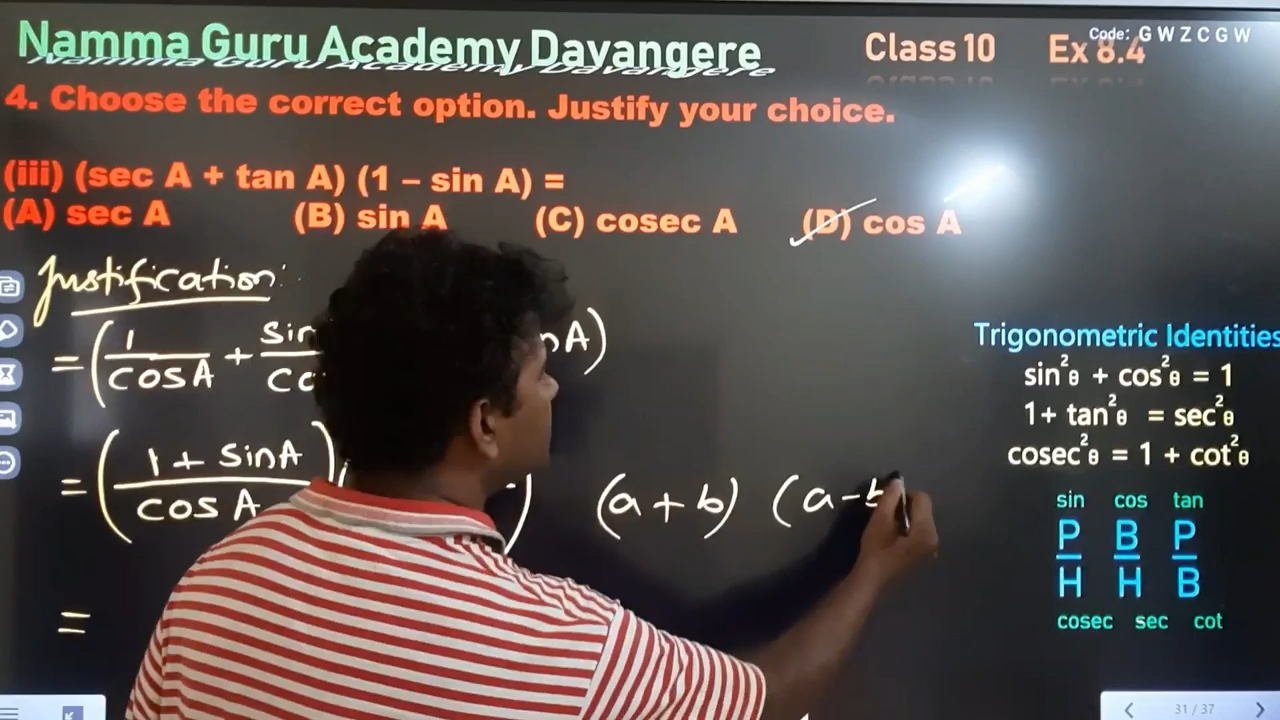 Namma Guru Academy Davangere Class 10 Ex 8.4 Code: G W Z C G W
4. Choose the correct option. Justify your choice.
(iii) (sec A + tan A) (1 – sin A) =
(A) sec A (B) sin A (C) cosec A (D) cos A
Justification:
= (1/cosA + Sin nA)
= (1 + sinA/cosA) ) (a + b) (a - b
=
Trigonometric Identities
sin²θ + cos²θ = 1
1+ tan²θ = sec²θ
cosec²θ = 1 + cot²θ
sin cos tan
P B P
H H B
cosec sec cot
31 / 37